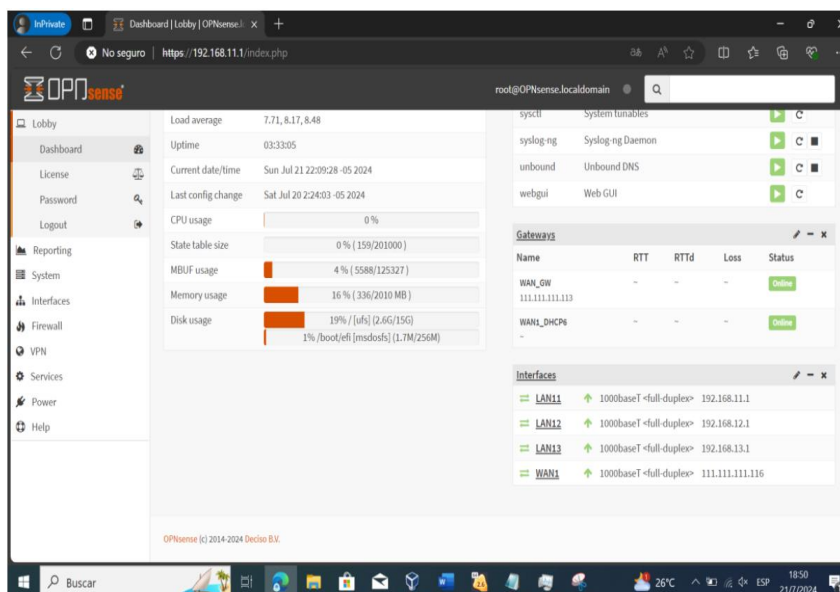 InPrivate
Dashboard | Lobby | OPNsense.l
No seguro | https://192.168.11.1/index.php
OPNsense
root@OPNsense.localdomain
Lobby
Dashboard
License
Password
Logout
Reporting
System
Interfaces
Firewall
VPN
Services
Power
Help
Load average 7.71, 8.17, 8.48
Uptime 03:33:05
Current date/time Sun Jul 21 22:09:28 -05 2024
Last config change Sat Jul 20 2:24:03 -05 2024
CPU usage 0 %
State table size 0 % ( 159/201000 )
MBUF usage 4 % ( 5588/125327 )
Memory usage 16 % ( 336/2010 MB )
Disk usage 19% / [ufs] (2.6G/15G)
1% /boot/efi [msdosfs] (1.7M/256M)
sysctl System tunables
syslog-ng Syslog-ng Daemon
unbound Unbound DNS
webgui Web GUI
Gateways
Name RTT RTTd Loss Status
WAN_GW ~ ~ ~ Online
111.111.111.113
WAN1_DHCP6 ~ ~ ~ Online
~
Interfaces
LAN11 1000baseT <full-duplex> 192.168.11.1
LAN12 1000baseT <full-duplex> 192.168.12.1
LAN13 1000baseT <full-duplex> 192.168.13.1
WAN1 1000baseT <full-duplex> 111.111.111.116
OPNsense (c) 2014-2024 Deciso B.V.
Buscar
26°C
ESP
18:50
21/7/2024